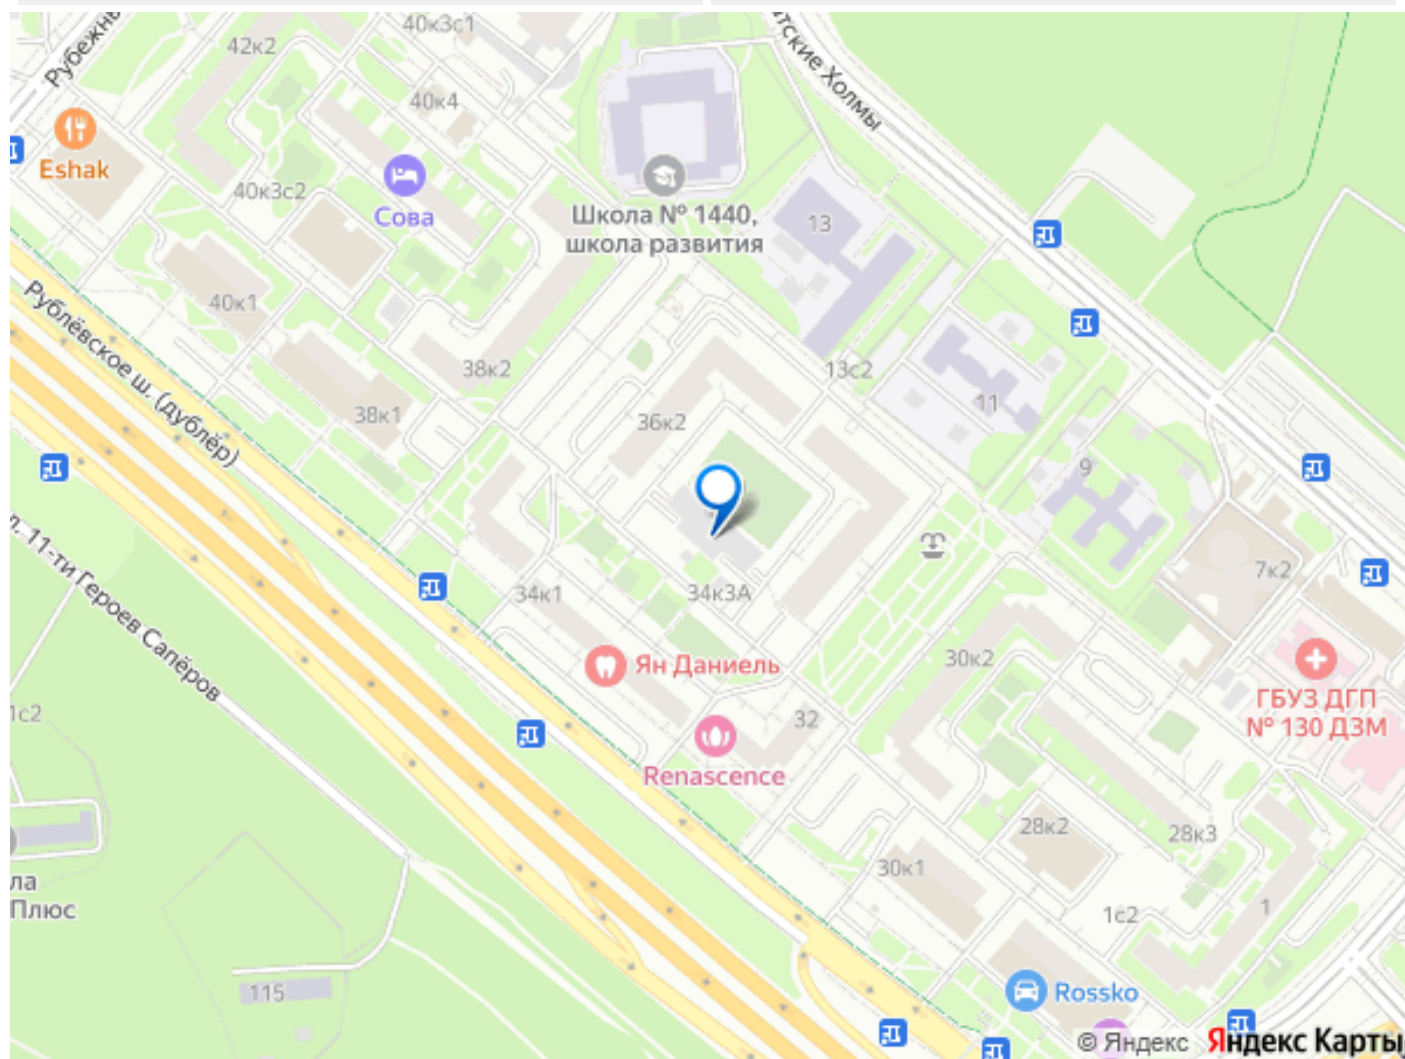 40к3с1
Рубежн
42к2
тские Холмы
40к4
Eshak
40к3с2
Сова
Школа № 1440,
школа развития
13
40к1
Рублёвское ш. (дублёр)
38к2
13с2
38к1
36к2
11
9
34к1
34к3А
7к2
л. 11-ти Героев Сапёров
Ян Даниель
30к2
ГБУЗ ДГП
№ 130 ДЗМ
1с2
32
Renascence
28к2
28к3
30к1
ла
Плюс
1с2
1
115
Rossko
© Яндекс Яндекс Карты